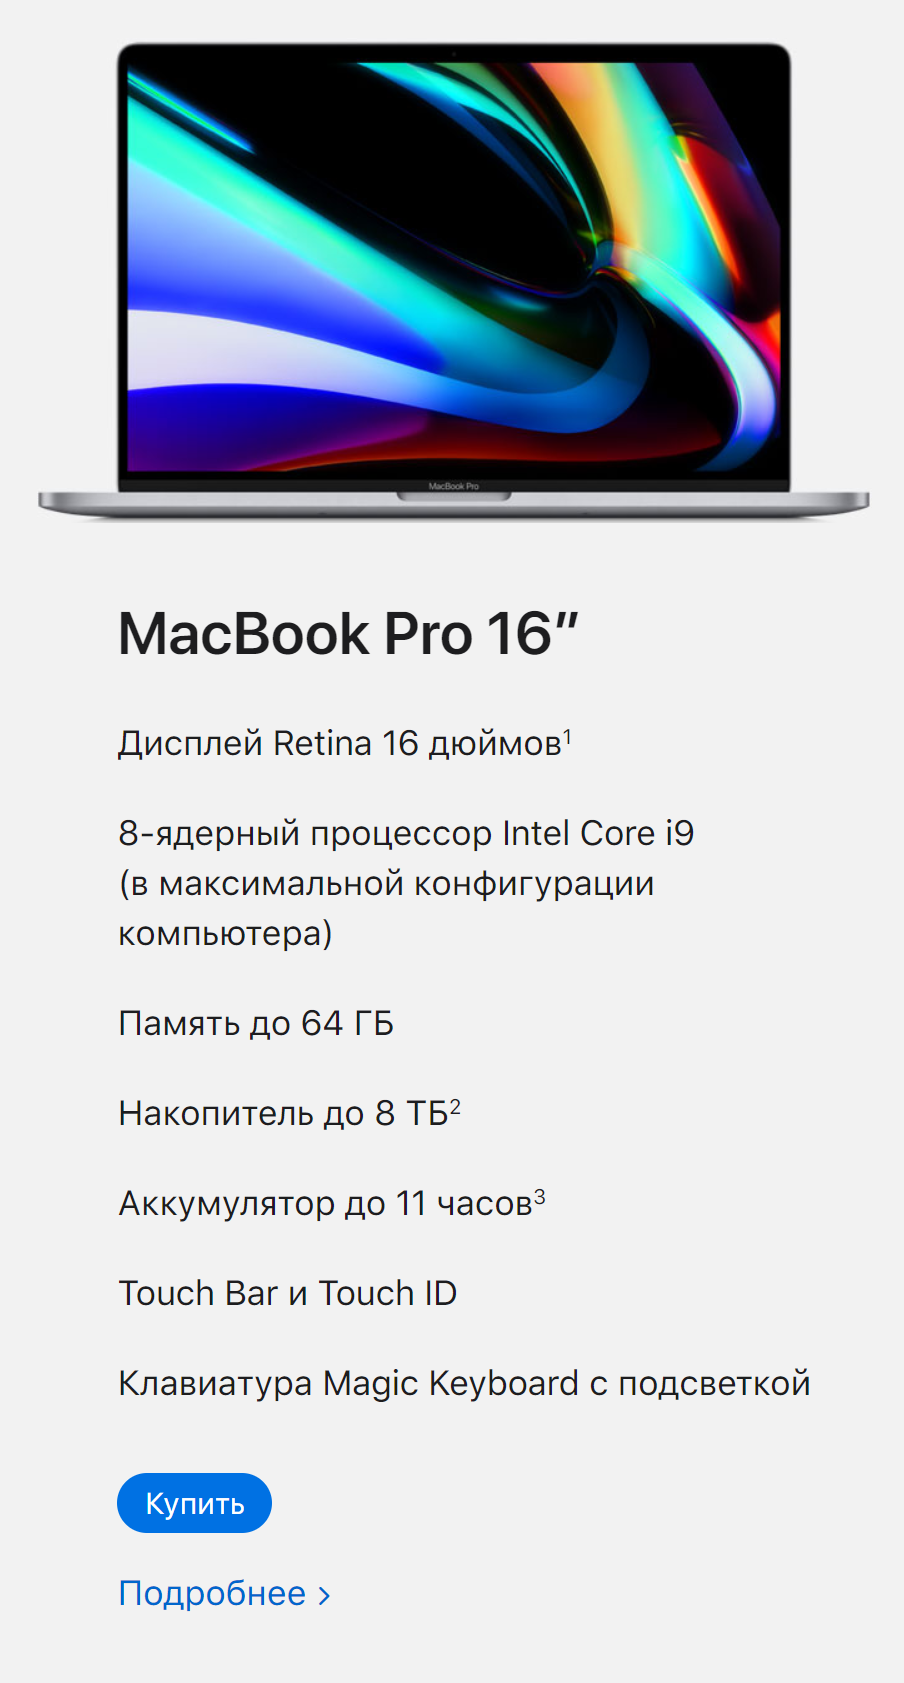 MacBook Pro
MacBook Pro 16″
Дисплей Retina 16 дюймов¹
8-ядерный процессор Intel Core i9
(в максимальной конфигурации
компьютера)
Память до 64 ГБ
Накопитель до 8 ТБ²
Аккумулятор до 11 часов³
Touch Bar и Touch ID
Клавиатура Magic Keyboard с подсветкой
Купить
Подробнее >